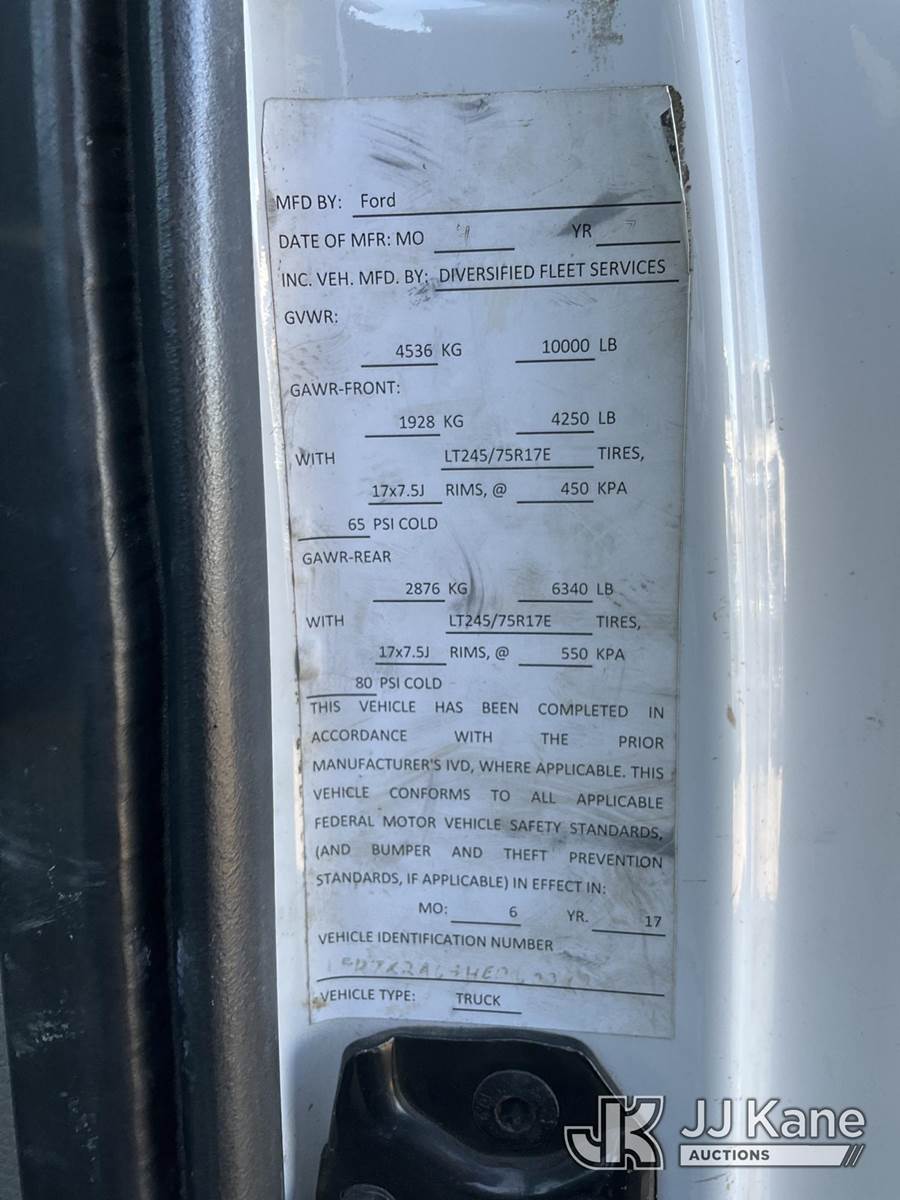 MFD BY: Ford
DATE OF MFR: MO YR
INC. VEH. MFD. BY: DIVERSIFIED FLEET SERVICES
GVWR:
4536 KG 10000 LB
GAWR-FRONT:
1928 KG 4250 LB
WITH LT245/75R17E TIRES,
17x7.5J RIMS, @ 450 KPA
65 PSI COLD
GAWR-REAR
2876 KG 6340 LB
WITH LT245/75R17E TIRES,
17x7.5J RIMS, @ 550 KPA
80 PSI COLD
THIS VEHICLE HAS BEEN COMPLETED IN
ACCORDANCE WITH THE PRIOR
MANUFACTURER'S IVD, WHERE APPLICABLE. THIS
VEHICLE CONFORMS TO ALL APPLICABLE
FEDERAL MOTOR VEHICLE SAFETY STANDARDS,
(AND BUMPER AND THEFT PREVENTION
STANDARDS, IF APPLICABLE) IN EFFECT IN:
MO: 6 YR. 17
VEHICLE IDENTIFICATION NUMBER
VEHICLE TYPE: TRUCK
JK JJ Kane
AUCTIONS